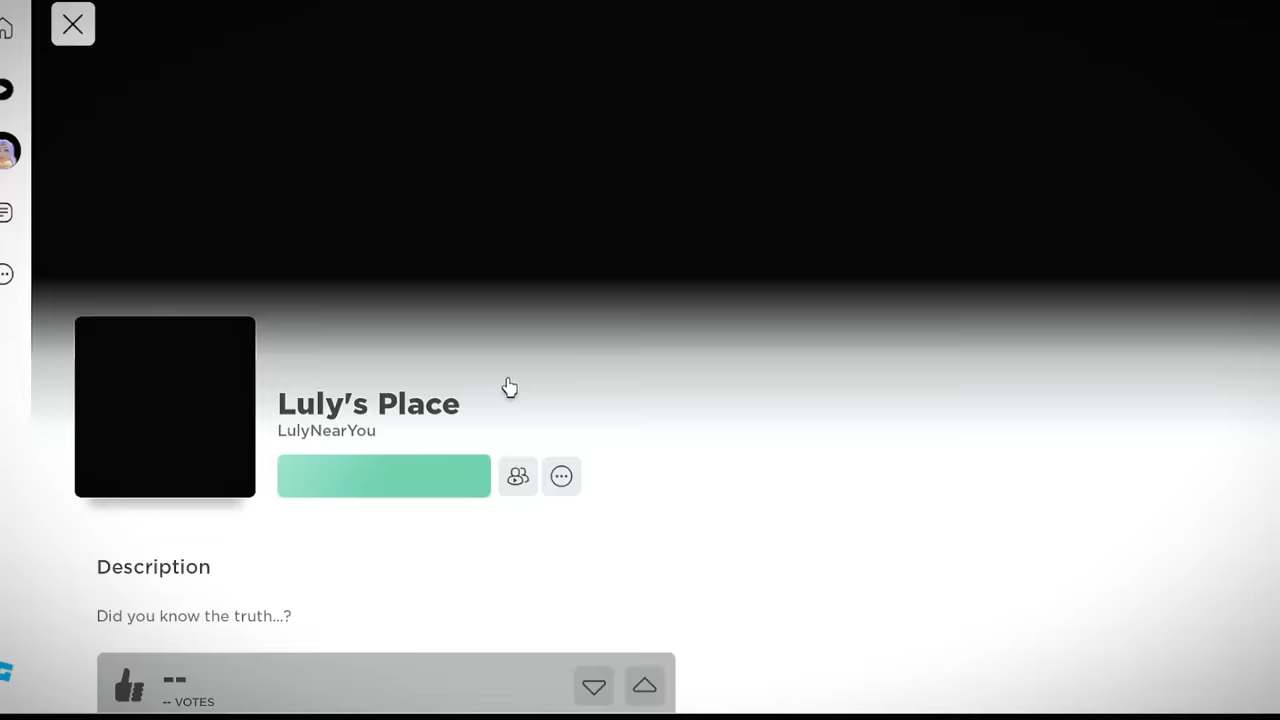 Luly's Place
LulyNearYou
Description
Did you know the truth...?
--
-- VOTES